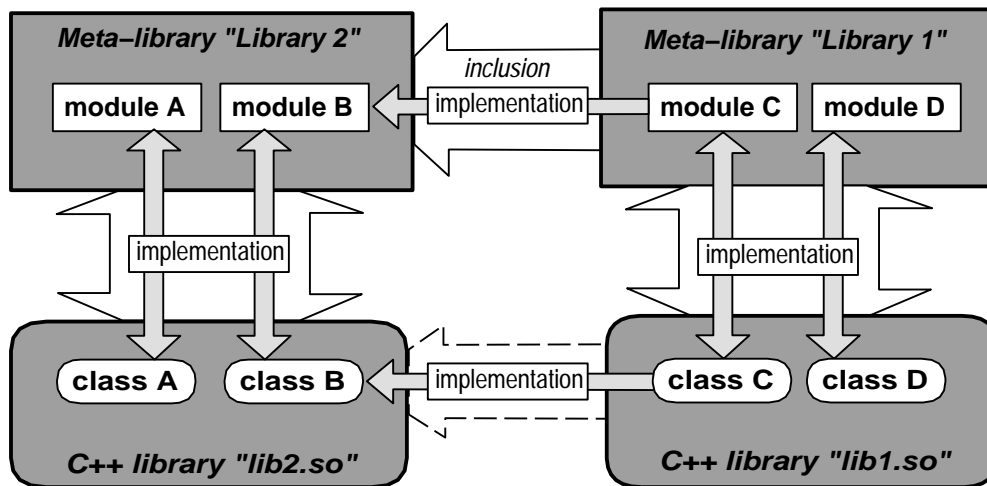 Meta–library "Library 2"
Meta–library "Library 1"
inclusion
module A
module B
implementation
module C
module D
implementation
implementation
class A
class B
implementation
class C
class D
C++ library "lib2.so"
C++ library "lib1.so"